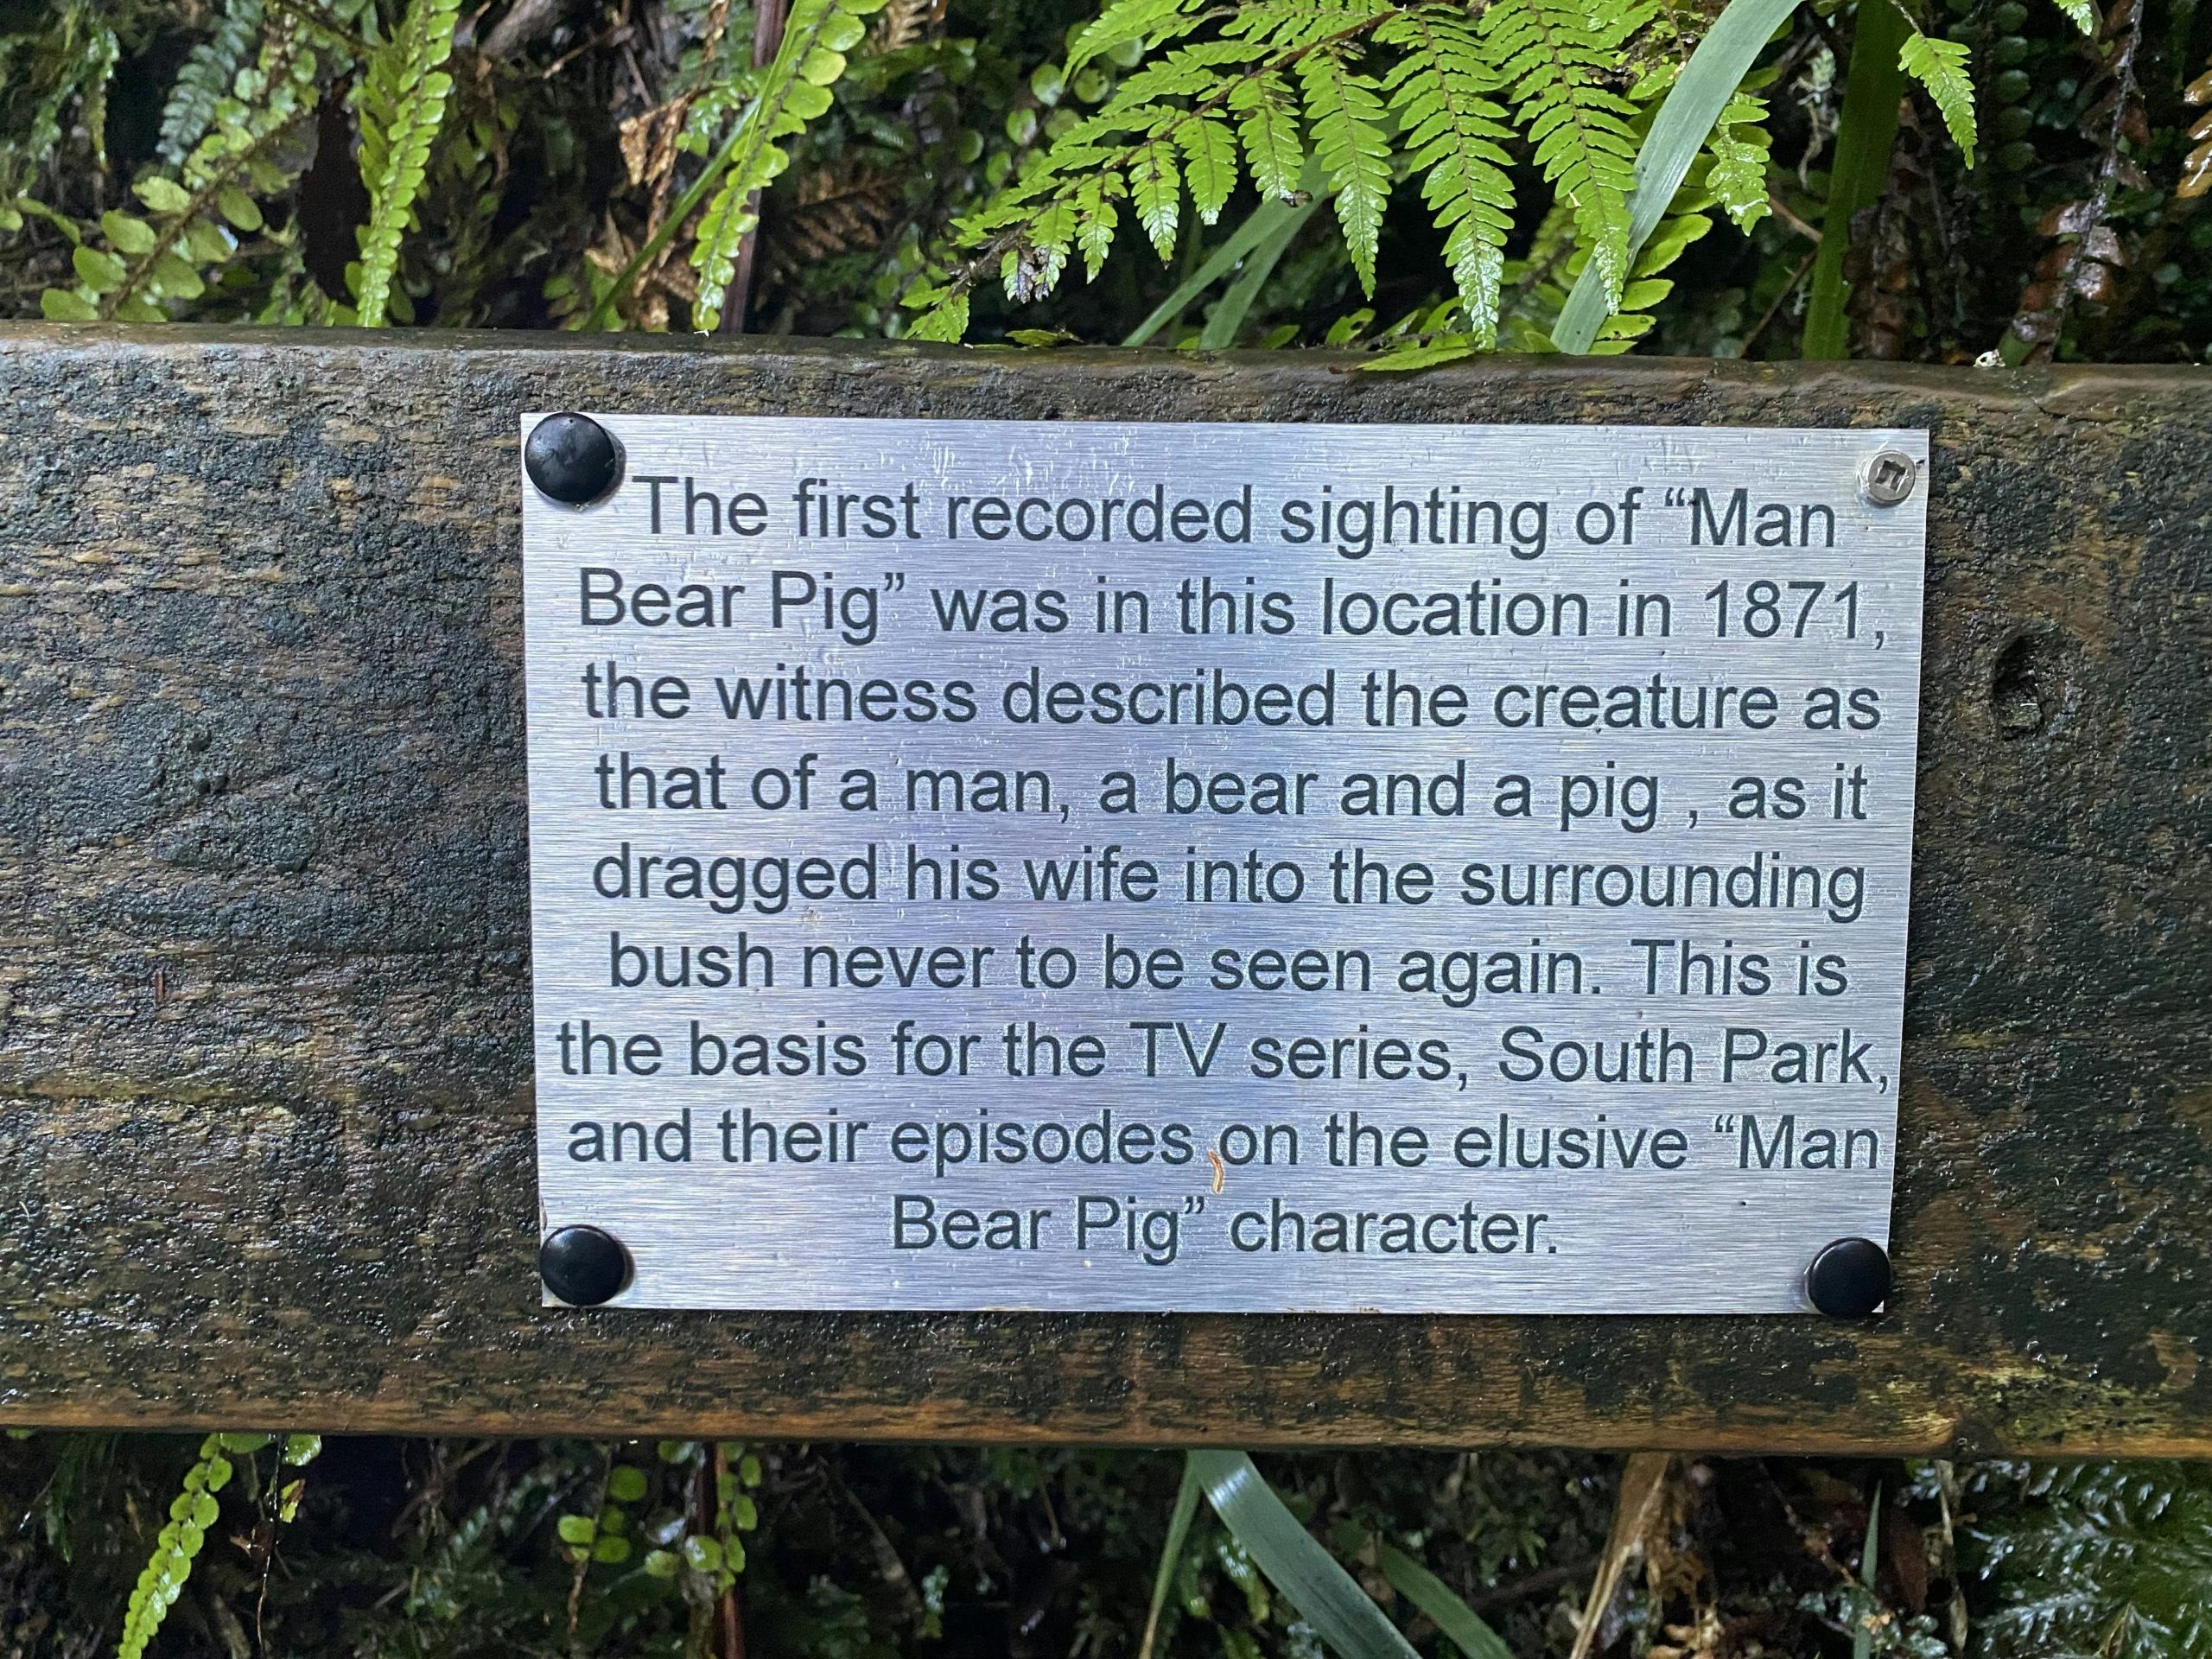 The first recorded sighting of “Man
Bear Pig” was in this location in 1871,
the witness described the creature as
that of a man, a bear and a pig , as it
dragged his wife into the surrounding
bush never to be seen again. This is
the basis for the TV series, South Park,
and their episodes on the elusive “Man
Bear Pig” character.